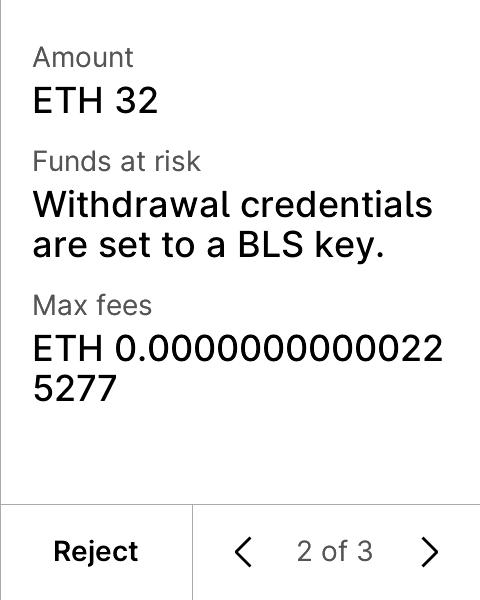 Amount
ETH 32
Funds at risk
Withdrawal credentials
are set to a BLS key.
Max fees
ETH 0.0000000000022
5277
Reject
2 of 3